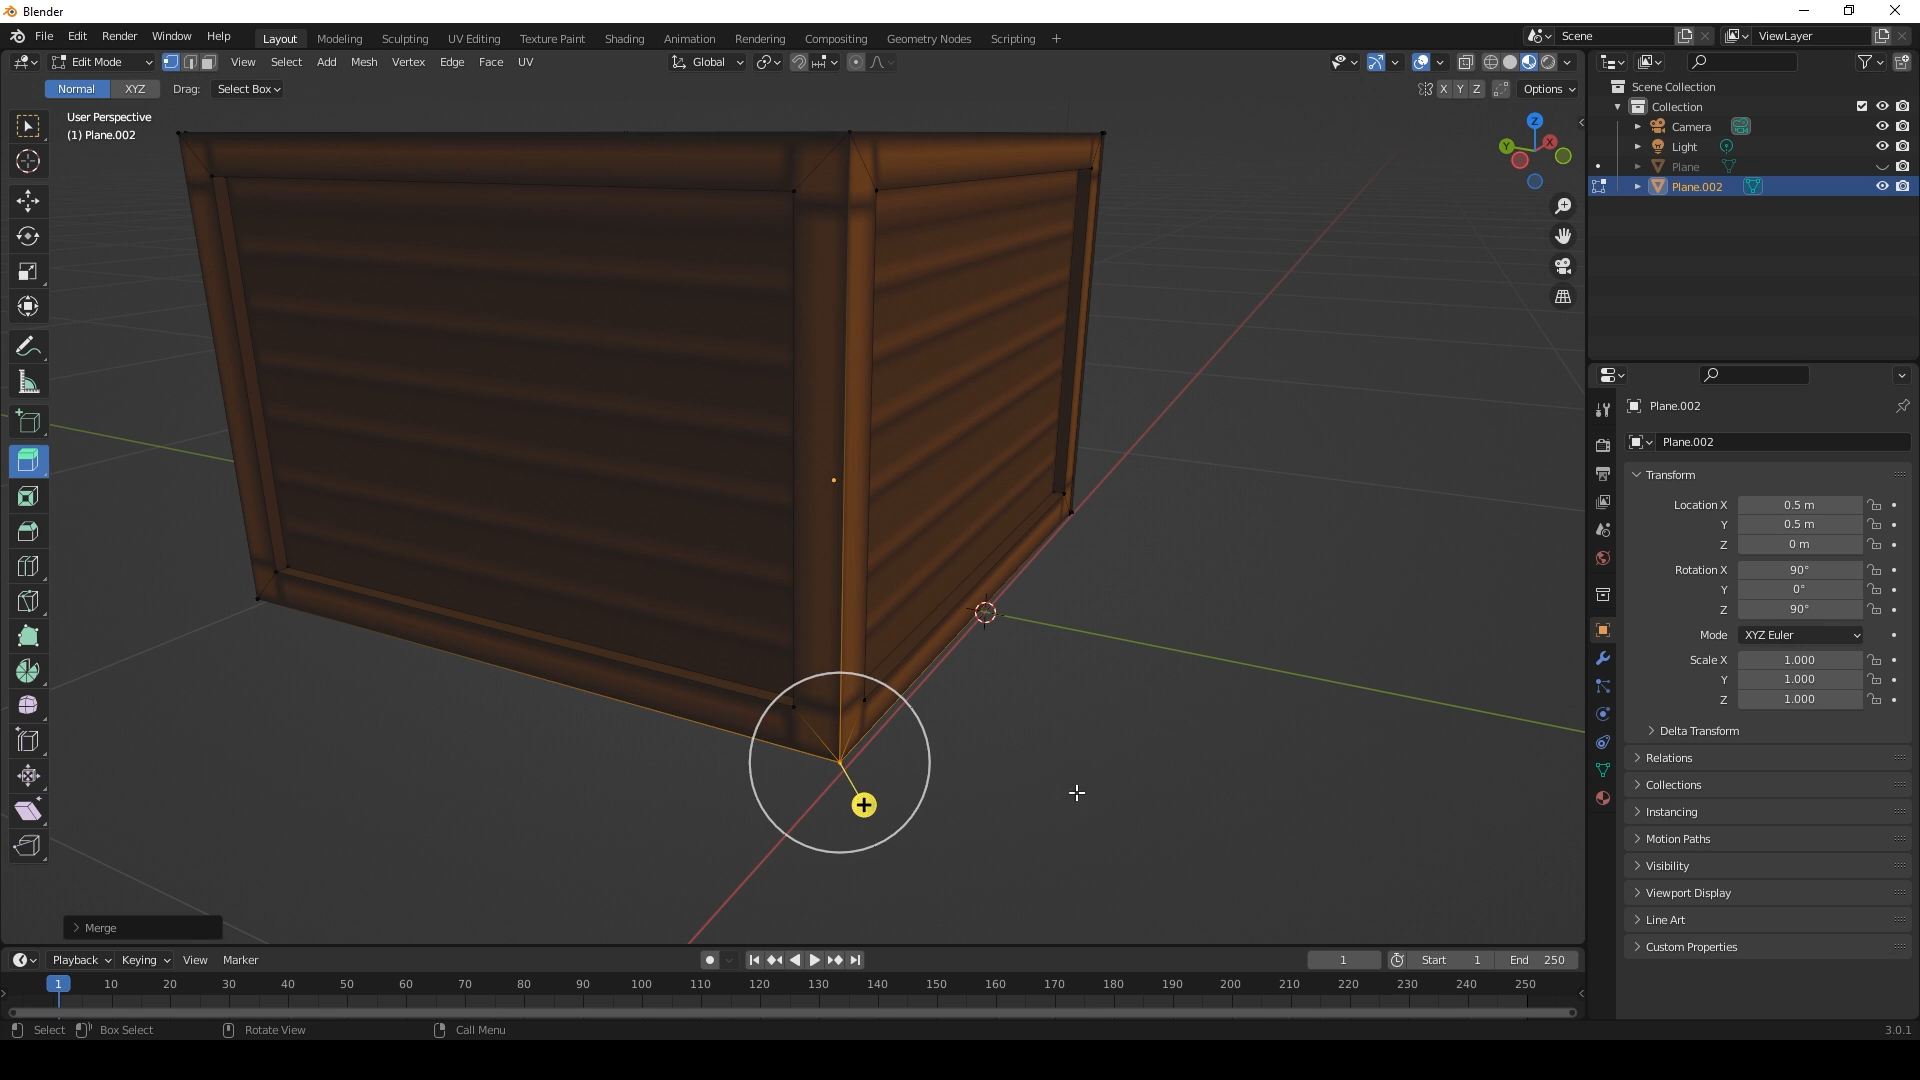 Blender
File Edit Render Window Help
Layout Modeling Sculpting UV Editing Texture Paint Shading Animation Rendering Compositing Geometry Nodes Scripting +
Scene
ViewLayer
Edit Mode View Select Add Mesh Vertex Edge Face UV
Global
Normal XYZ Drag: Select Box
X Y Z Options
User Perspective
(1) Plane.002
Z
Y
X
Merge
Scene Collection
Collection
Camera
Light
Plane
Plane.002
Plane.002
Plane.002
Transform
Location X 0.5 m
Y 0.5 m
Z 0 m
Rotation X 90°
Y 0°
Z 90°
Mode XYZ Euler
Scale X 1.000
Y 1.000
Z 1.000
Delta Transform
Relations
Collections
Instancing
Motion Paths
Visibility
Viewport Display
Line Art
Custom Properties
Playback Keying View Marker
1 Start 1 End 250
1 10 20 30 40 50 60 70 80 90 100 110 120 130 140 150 160 170 180 190 200 210 220 230 240 250
Select Box Select Rotate View Call Menu 3.0.1